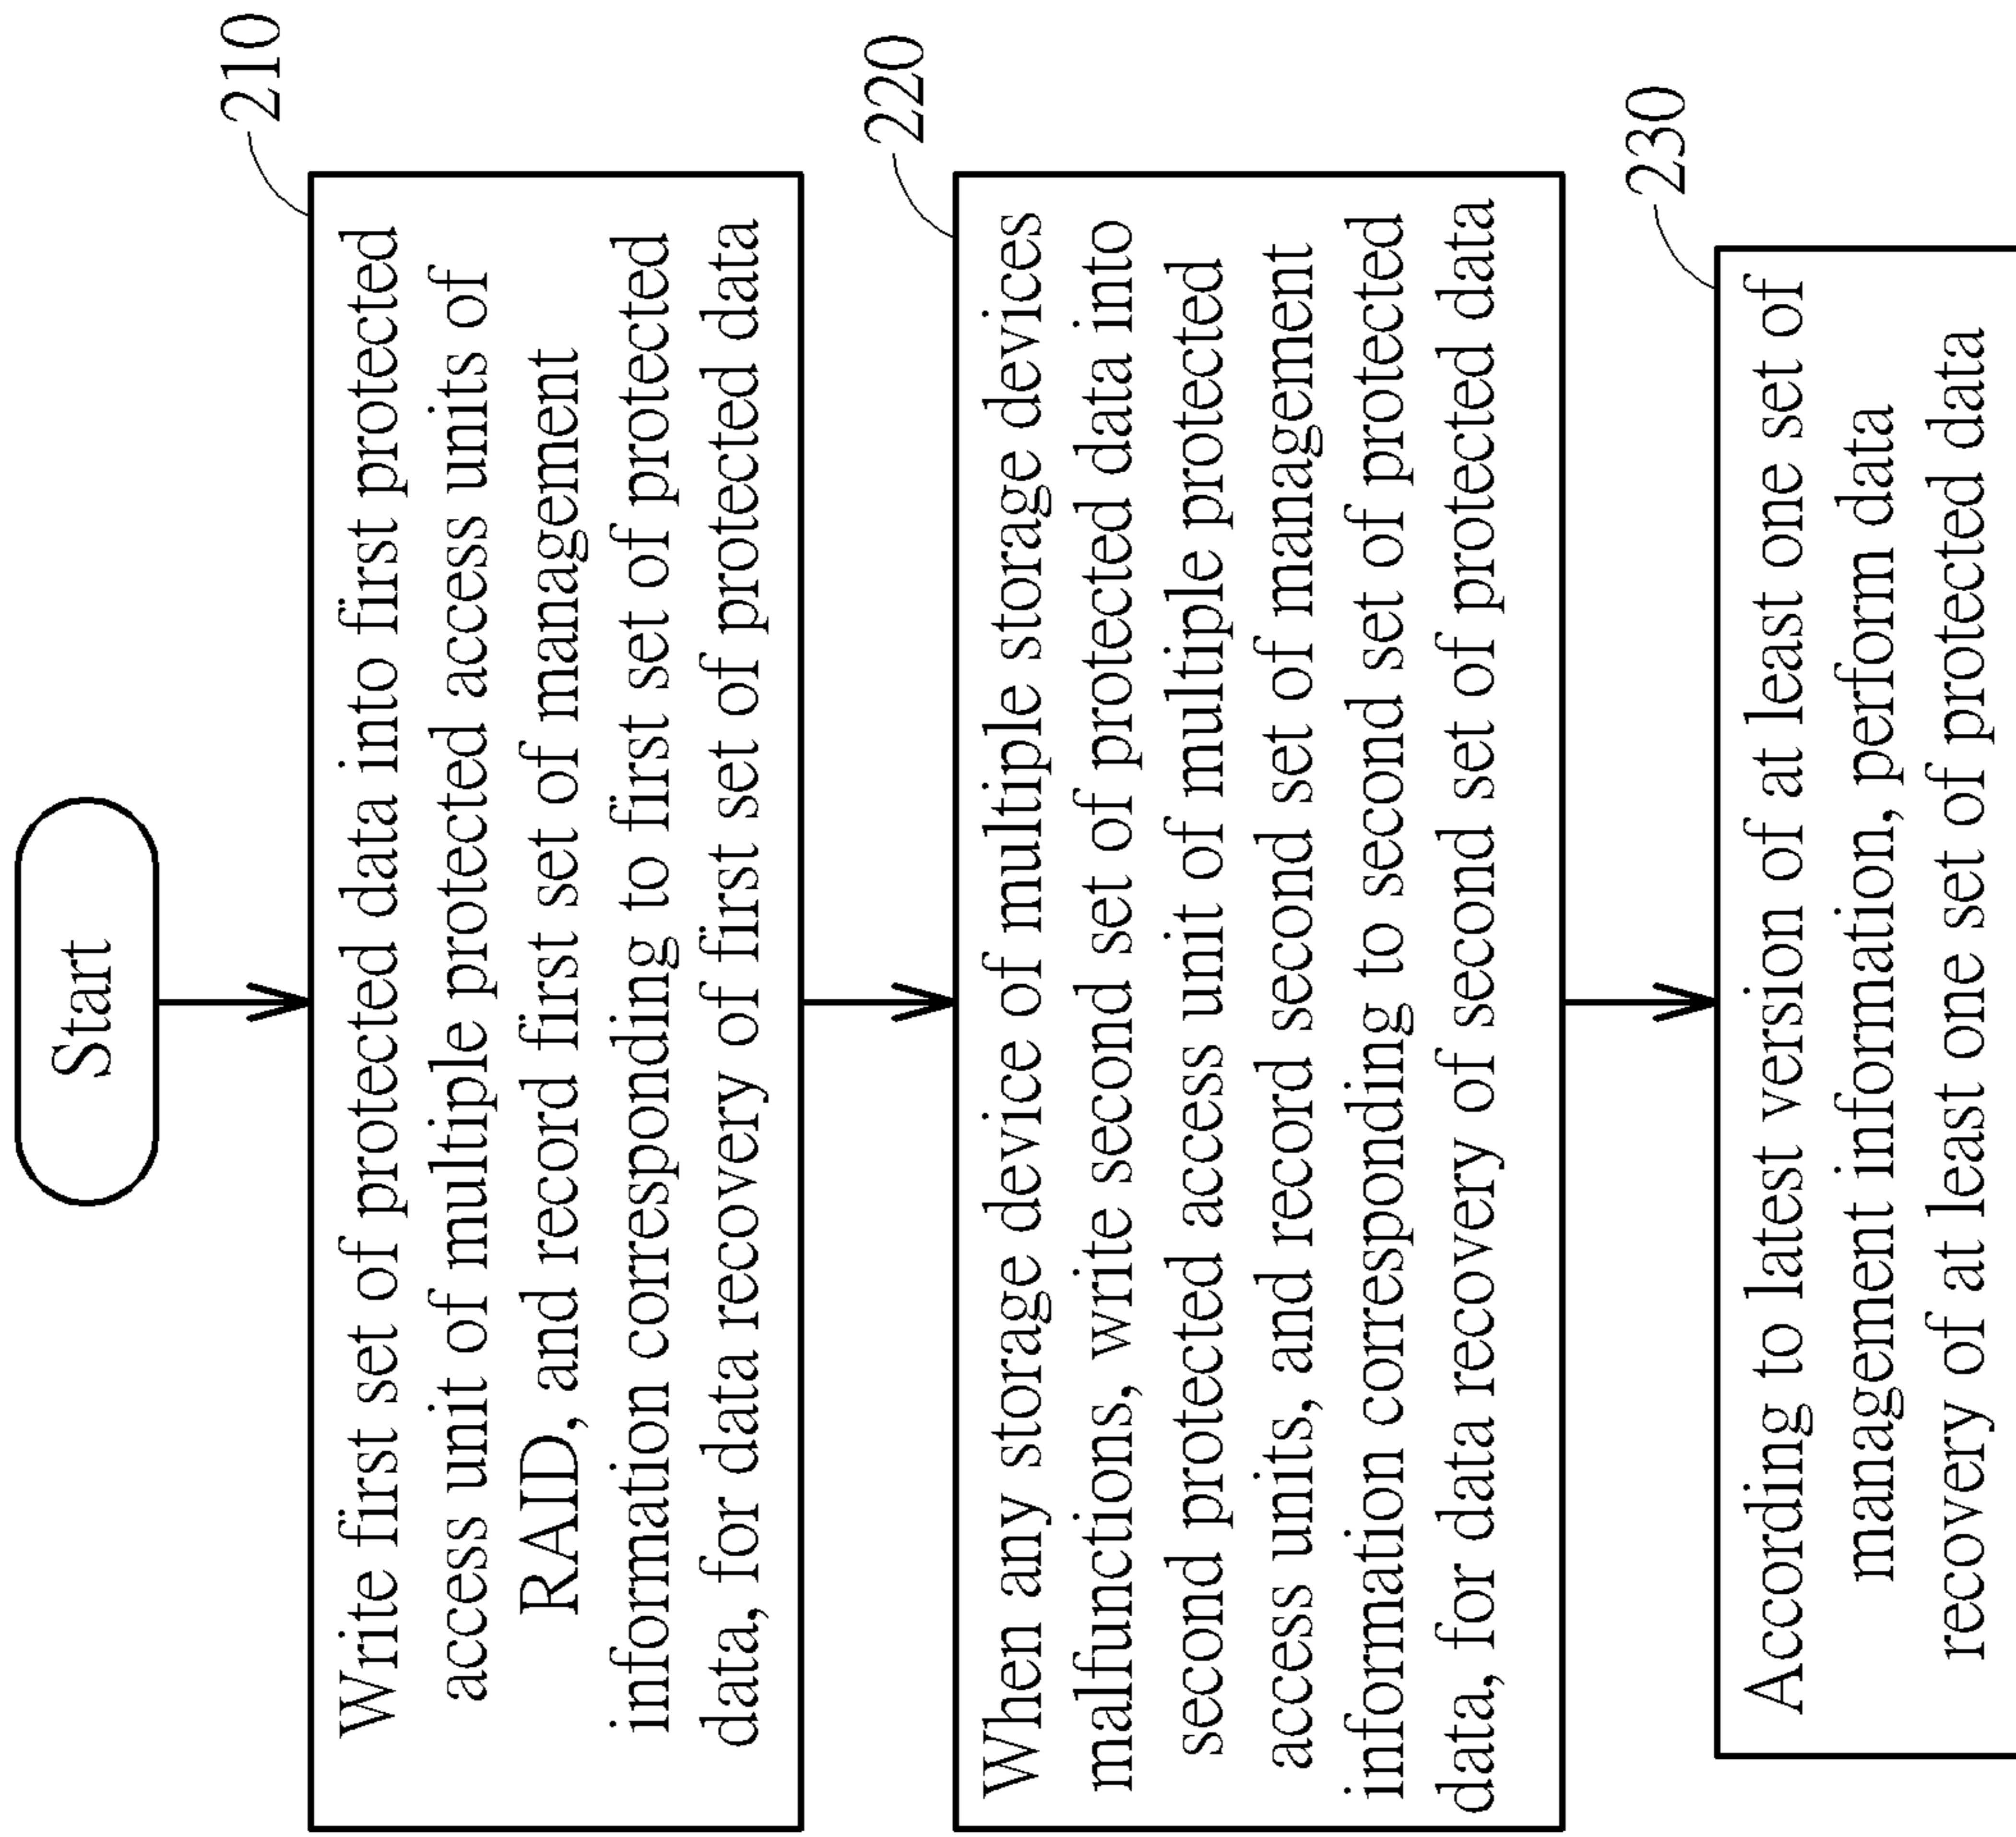 Start
210
Write first set of protected data into first protected
access unit of multiple protected access units of
RAID, and record first set of management
information corresponding to first set of protected
data, for data recovery of first set of protected data
220
When any storage device of multiple storage devices
malfunctions, write second set of protected data into
second protected access unit of multiple protected
access units, and record second set of management
information corresponding to second set of protected
data, for data recovery of second set of protected data
230
According to latest version of at least one set of
management information, perform data
recovery of at least one set of protected data